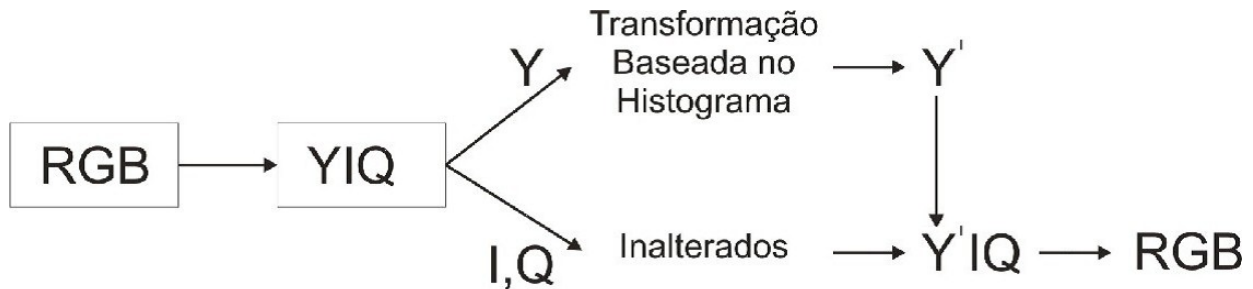 RGB
YIQ
Y
Transformação
Baseada no
Histograma
Y'
I,Q
Inalterados
Y'IQ
RGB